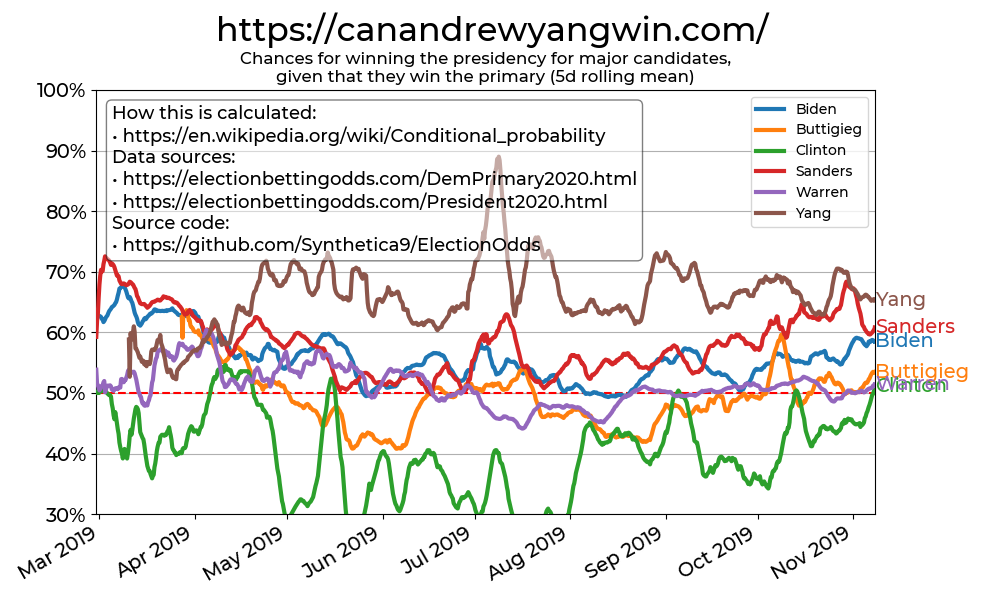 https://canandrewyangwin.com/
Chances for winning the presidency for major candidates,
given that they win the primary (5d rolling mean)
100%
90%
80%
70%
60%
50%
40%
30%
How this is calculated:
• https://en.wikipedia.org/wiki/Conditional_probability
Data sources:
• https://electionbettingodds.com/DemPrimary2020.html
• https://electionbettingodds.com/President2020.html
Source code:
• https://github.com/Synthetica9/ElectionOdds
Biden
Buttigieg
Clinton
Sanders
Warren
Yang
Yang
Sanders
Biden
Buttigieg
Warren
Clinton
Mar 2019
Apr 2019
May 2019
Jun 2019
Jul 2019
Aug 2019
Sep 2019
Oct 2019
Nov 2019